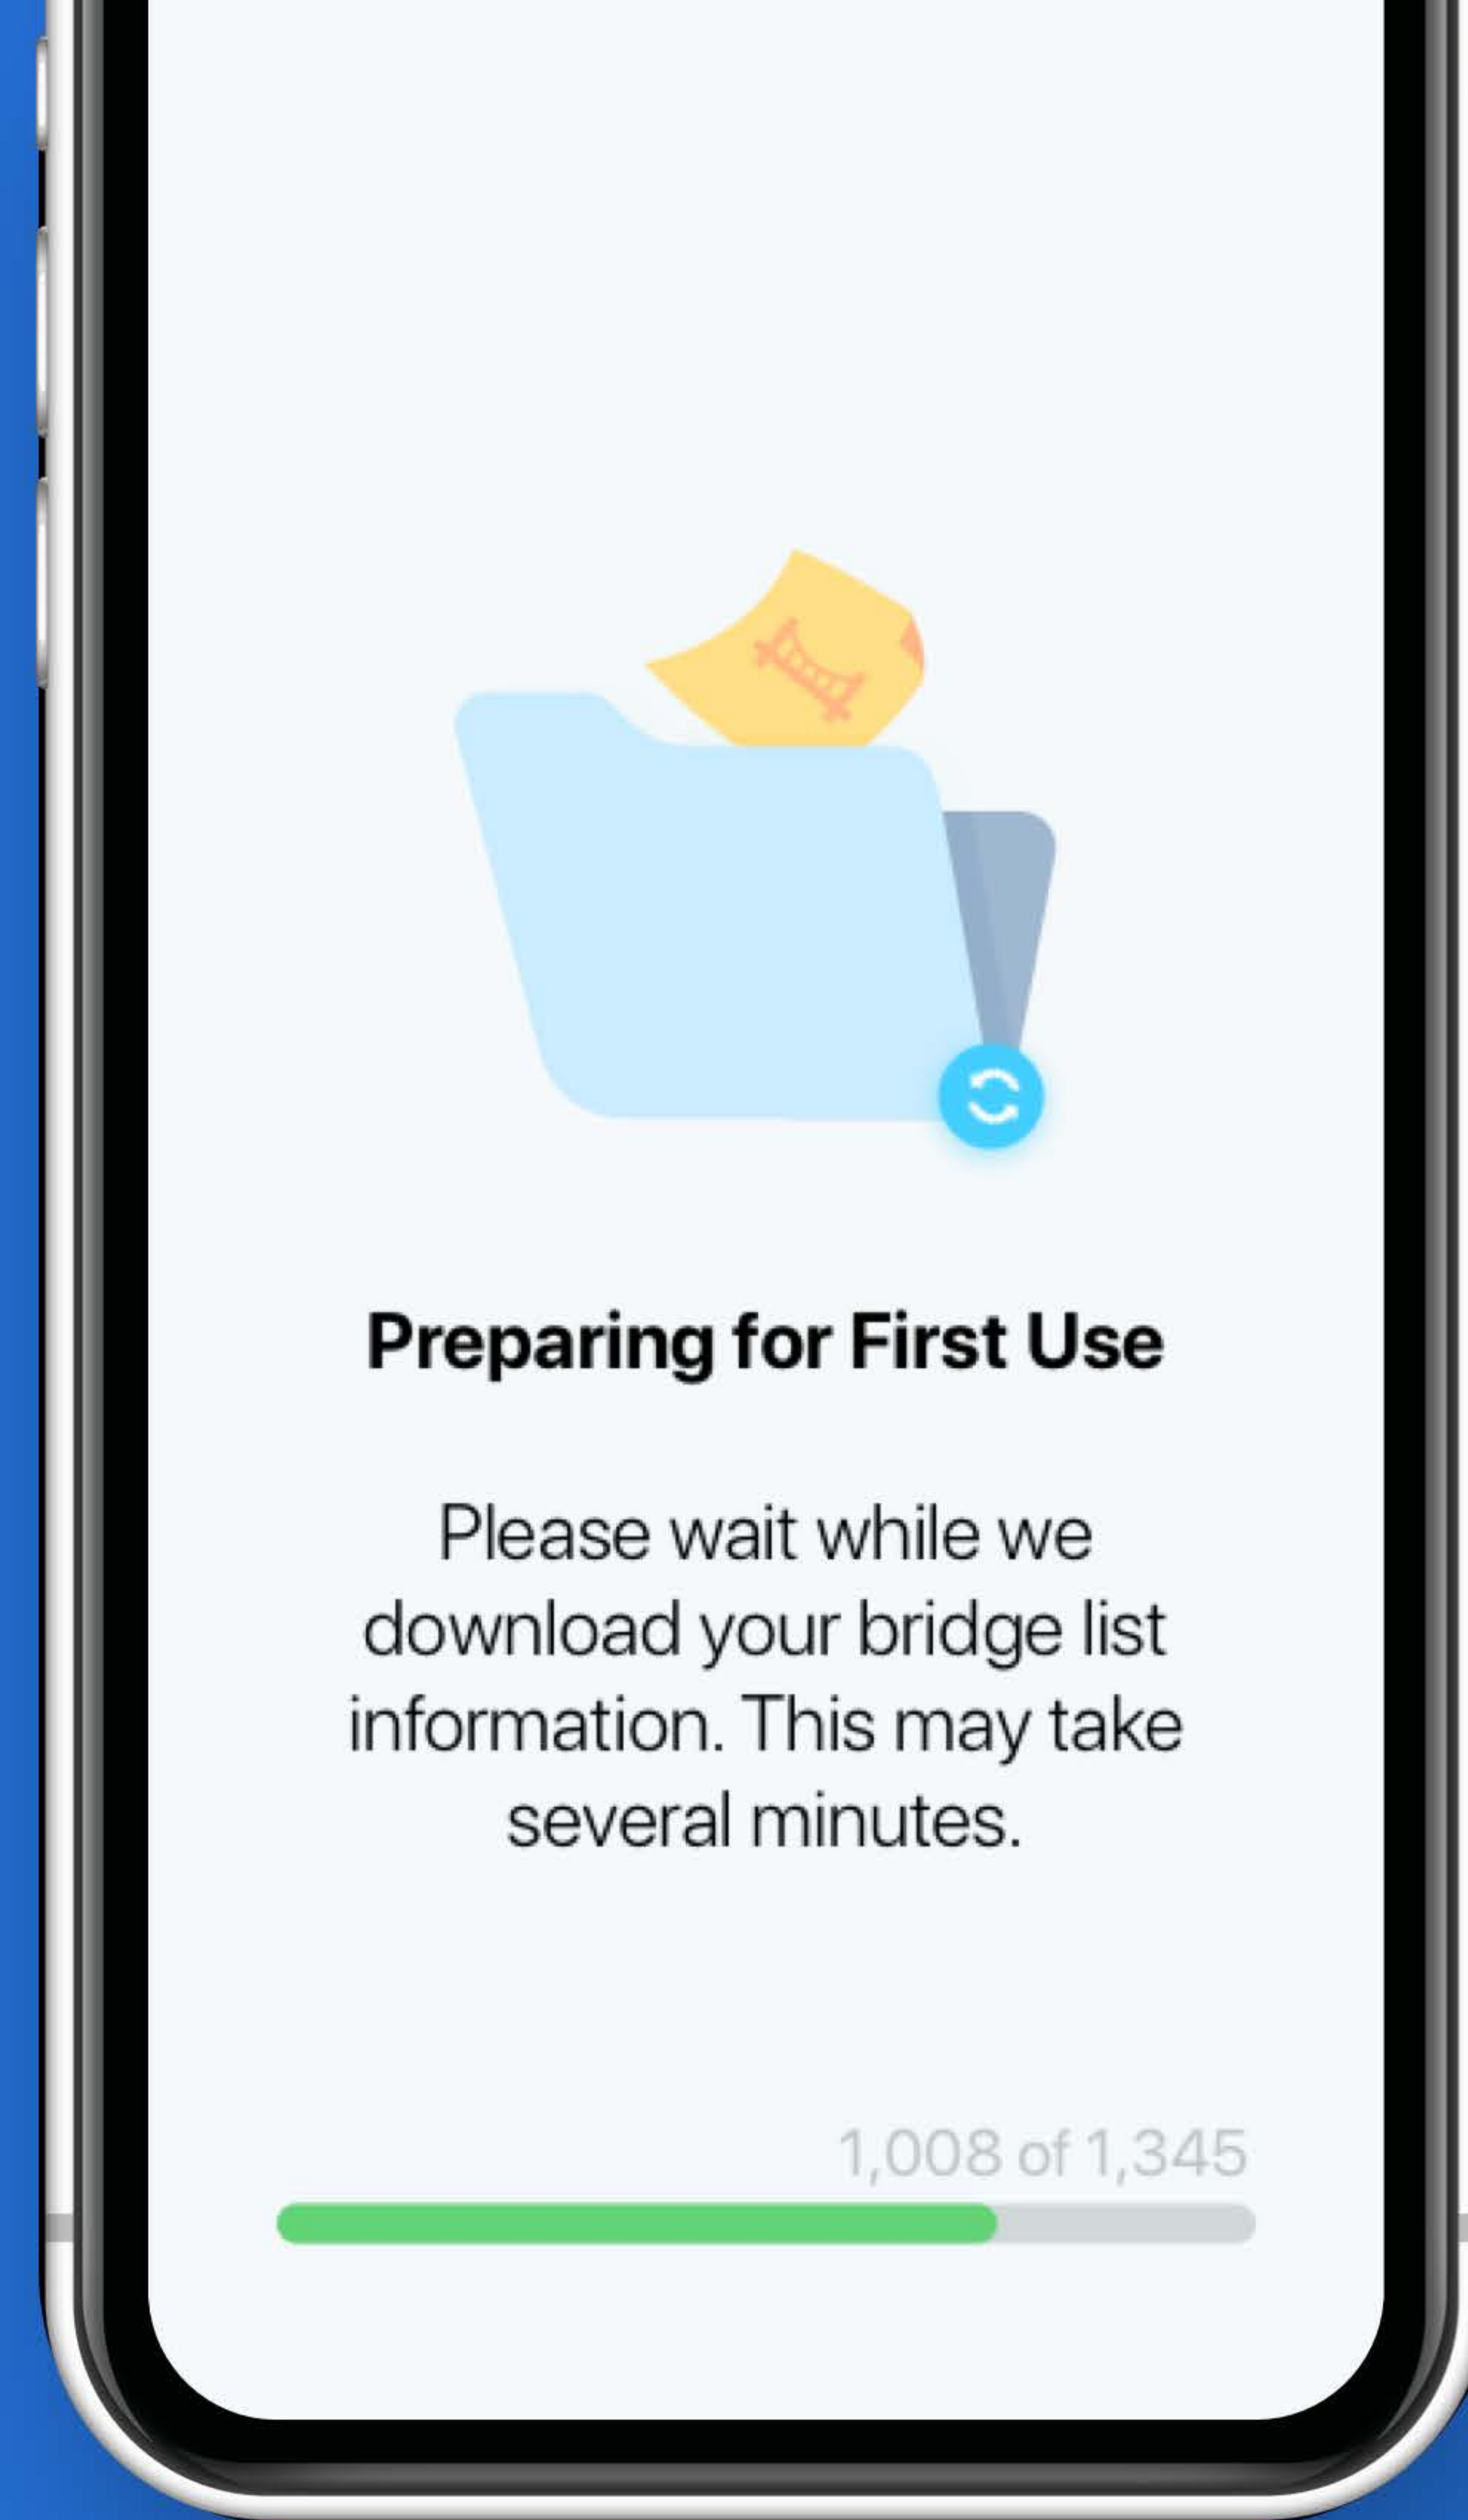 Preparing for First Use
Please wait while we
download your bridge list
information. This may take
several minutes.
1,008 of 1,345